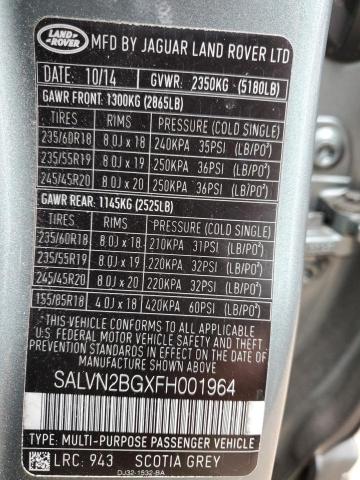 LAND-
ROVER
MFD BY JAGUAR LAND ROVER LTD
DATE: 10/14 GVWR: 2350KG (5180LB)
GAWR FRONT: 1300KG (2865LB)
TIRES RIMS PRESSURE (COLD SINGLE)
235/60R18 8.0J x 18 240KPA 35PSI (LB/PO²)
235/55R19 8.0J x 19 250KPA 36PSI (LB/PO²)
245/45R20 8.0J x 20 250KPA 36PSI (LB/PO²)
GAWR REAR: 1145KG (2525LB)
TIRES RIMS PRESSURE (COLD SINGLE)
235/60R18 8.0J x 18 210KPA 31PSI (LB/PO²)
235/55R19 8.0J x 19 220KPA 32PSI (LB/PO²)
245/45R20 8.0J x 20 220KPA 32PSI (LB/PO²)
155/85R18 4.0J x 18 420KPA 60PSI (LB/PO²)
THIS VEHICLE CONFORMS TO ALL APPLICABLE
U.S. FEDERAL MOTOR VEHICLE SAFETY, BUMPER, AND THEFT
PREVENTION STANDARDS IN EFFECT ON THE DATE OF
MANUFACTURE SHOWN ABOVE.
SALVN2BGXFH001964
TYPE: MULTI-PURPOSE PASSENGER VEHICLE
LRC: 943 SCOTIA GREY
DJ32-1532-BA